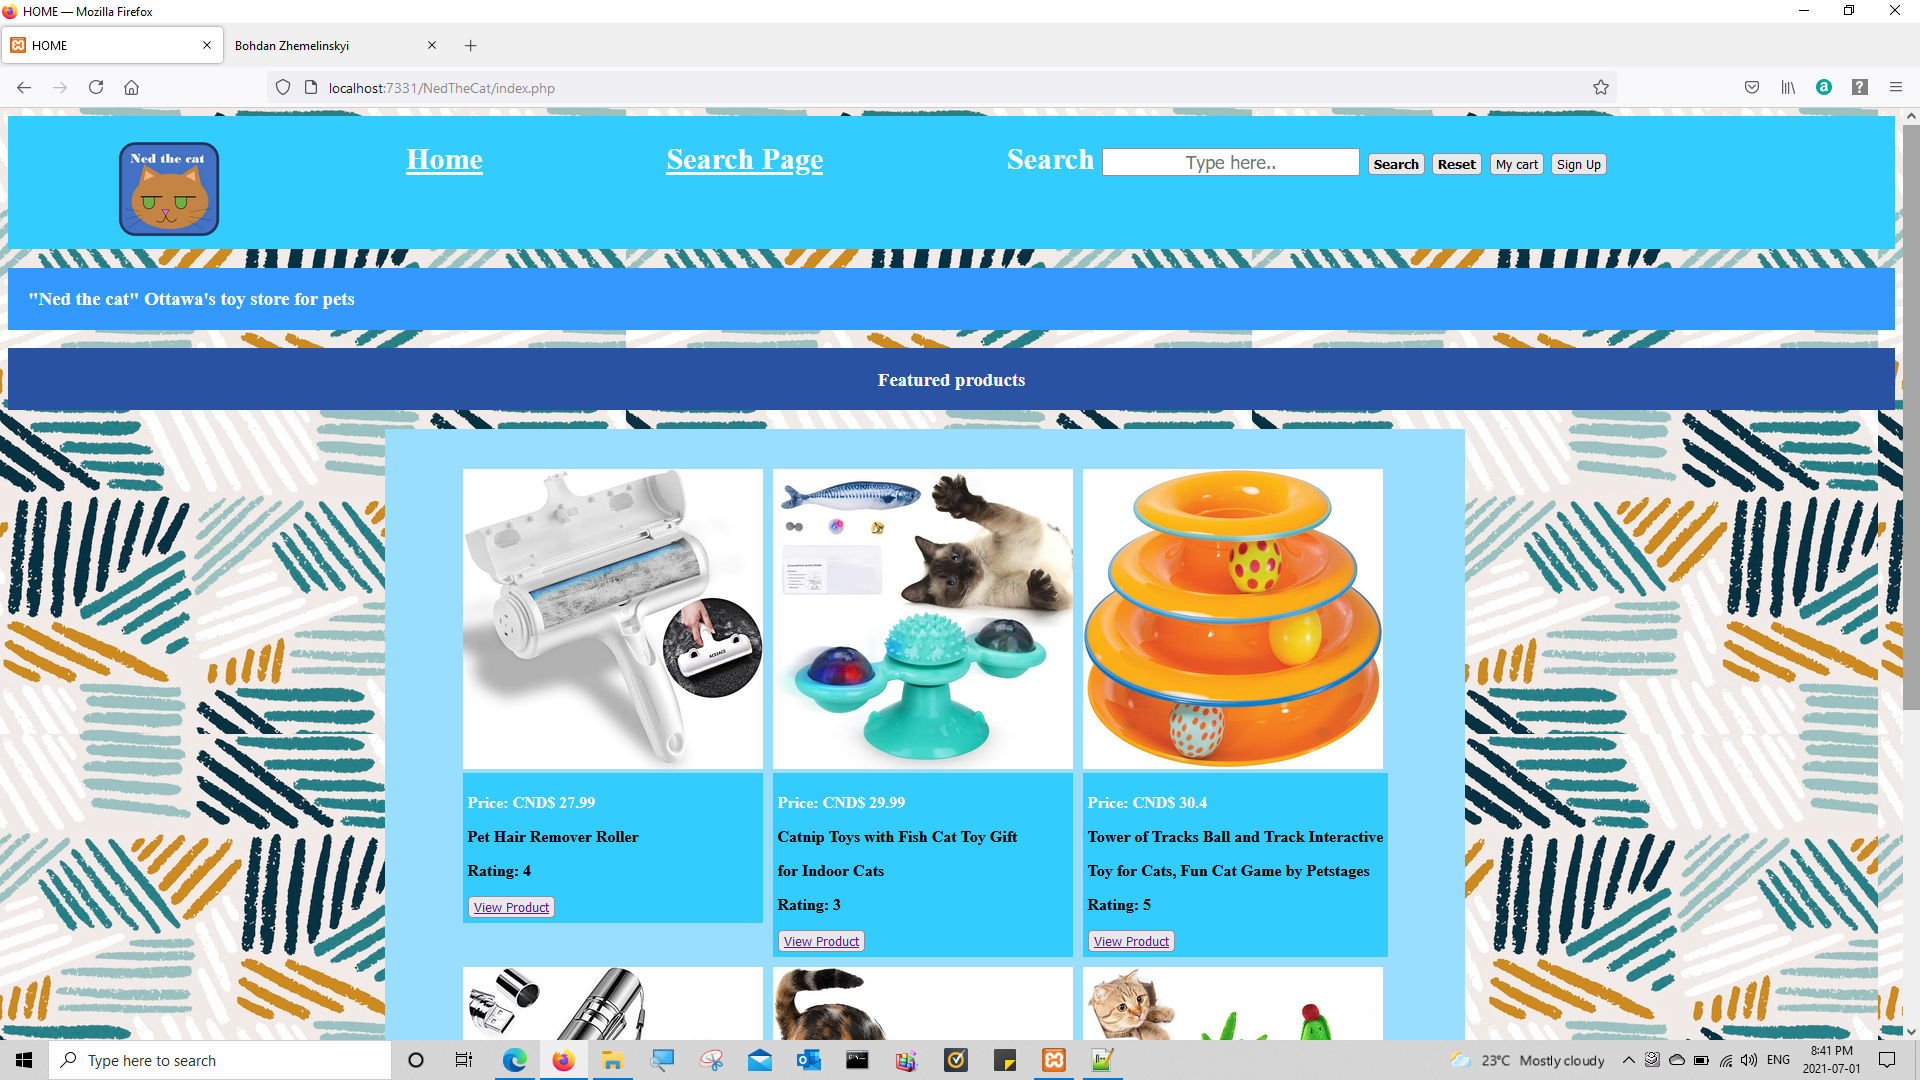 HOME — Mozilla Firefox
HOME
Bohdan Zhemelinskyi
localhost:7331/NedTheCat/index.php
Ned the cat
Home
Search Page
Search
Type here..
Search
Reset
My cart
Sign Up
"Ned the cat" Ottawa's toy store for pets
Featured products
Price: CND$ 27.99
Pet Hair Remover Roller
Rating: 4
View Product
Price: CND$ 29.99
Catnip Toys with Fish Cat Toy Gift
for Indoor Cats
Rating: 3
View Product
Price: CND$ 30.4
Tower of Tracks Ball and Track Interactive
Toy for Cats, Fun Cat Game by Petstages
Rating: 5
View Product
Type here to search
23°C Mostly cloudy
ENG
8:41 PM
2021-07-01